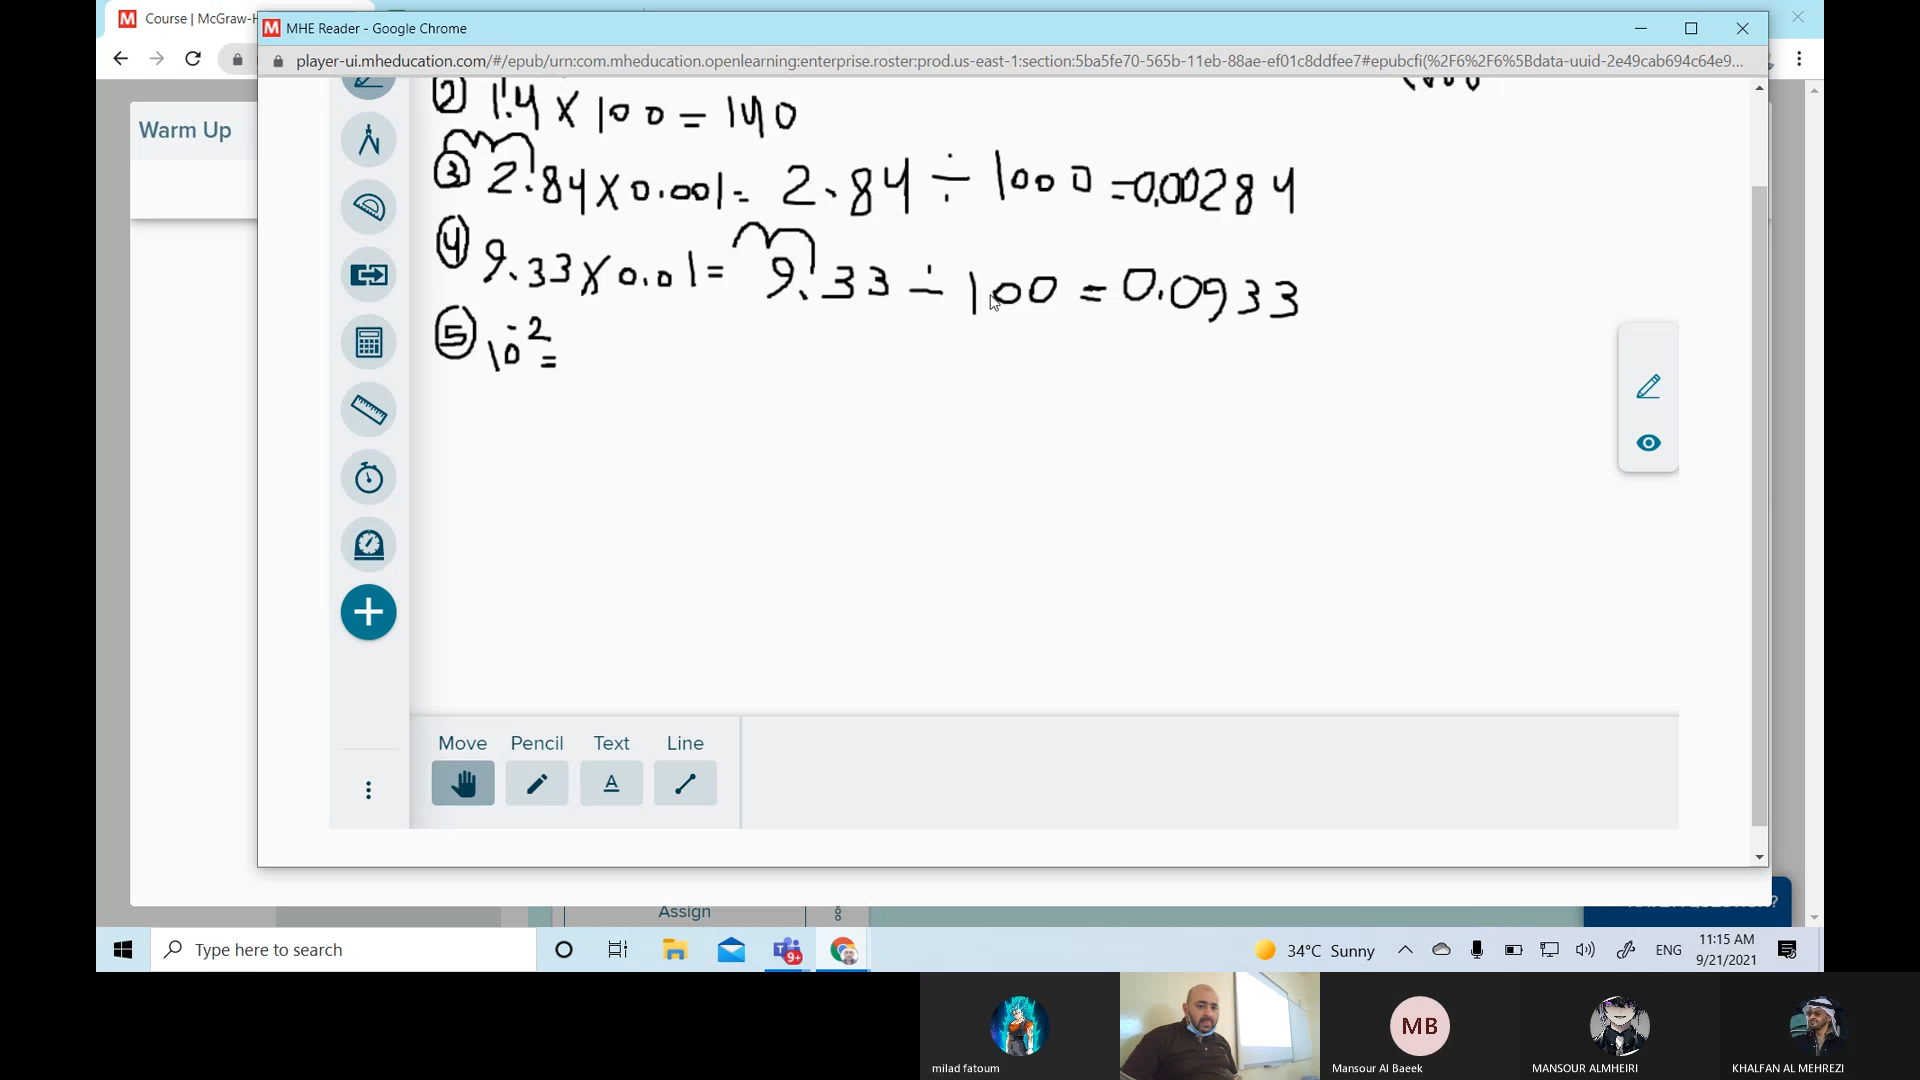 Course | McGraw-H
MHE Reader - Google Chrome
player-ui.mheducation.com/#/epub/urn:com.mheducation.openlearning:enterprise.roster:prod.us-east-1:section:5ba5fe70-565b-11eb-88ae-ef01c8ddfee7#epubcfi(%2F6%2F6%5Bdata-uuid-2e49cab694c64e9...
Warm Up
② 1.4 × 100 = 140
③ 2.84 × 0.001 = 2.84 ÷ 1000 = 0.00284
④ 9.33 × 0.01 = 9.33 ÷ 100 = 0.0933
⑤ 10⁻² =
Move Pencil Text Line
A
Assign
Type here to search
9+
34°C Sunny
ENG
11:15 AM
9/21/2021
MB
milad fatoum
Mansour Al Baeek
MANSOUR ALMHEIRI
KHALFAN AL MEHREZI